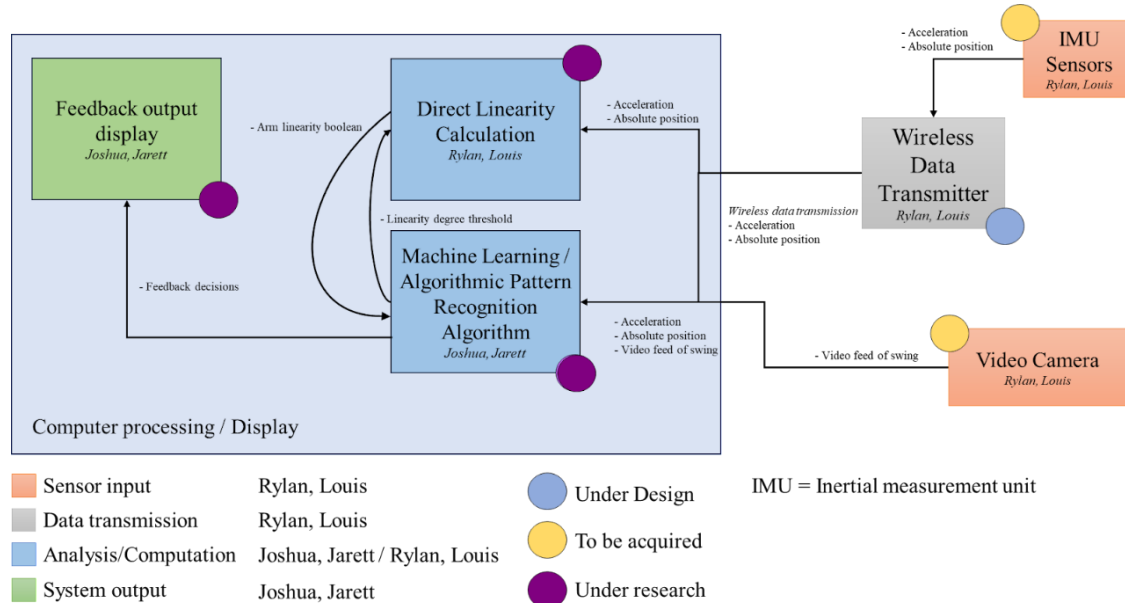 - Acceleration
- Absolute position
IMU
Sensors
Rylan, Louis
Feedback output
display
Joshua, Jarett
- Arm linearity boolean
Direct Linearity
Calculation
Rylan, Louis
- Acceleration
- Absolute position
Wireless
Data
Transmitter
Rylan, Louis
- Linearity degree threshold
Wireless data transmission
- Acceleration
- Absolute position
Machine Learning /
Algorithmic Pattern
Recognition
Algorithm
Joshua, Jarett
- Feedback decisions
- Acceleration
- Absolute position
- Video feed of swing
- Video feed of swing
Video Camera
Rylan, Louis
Computer processing / Display
Sensor input Rylan, Louis
Data transmission Rylan, Louis
Analysis/Computation Joshua, Jarett / Rylan, Louis
System output Joshua, Jarett
Under Design
To be acquired
Under research
IMU = Inertial measurement unit